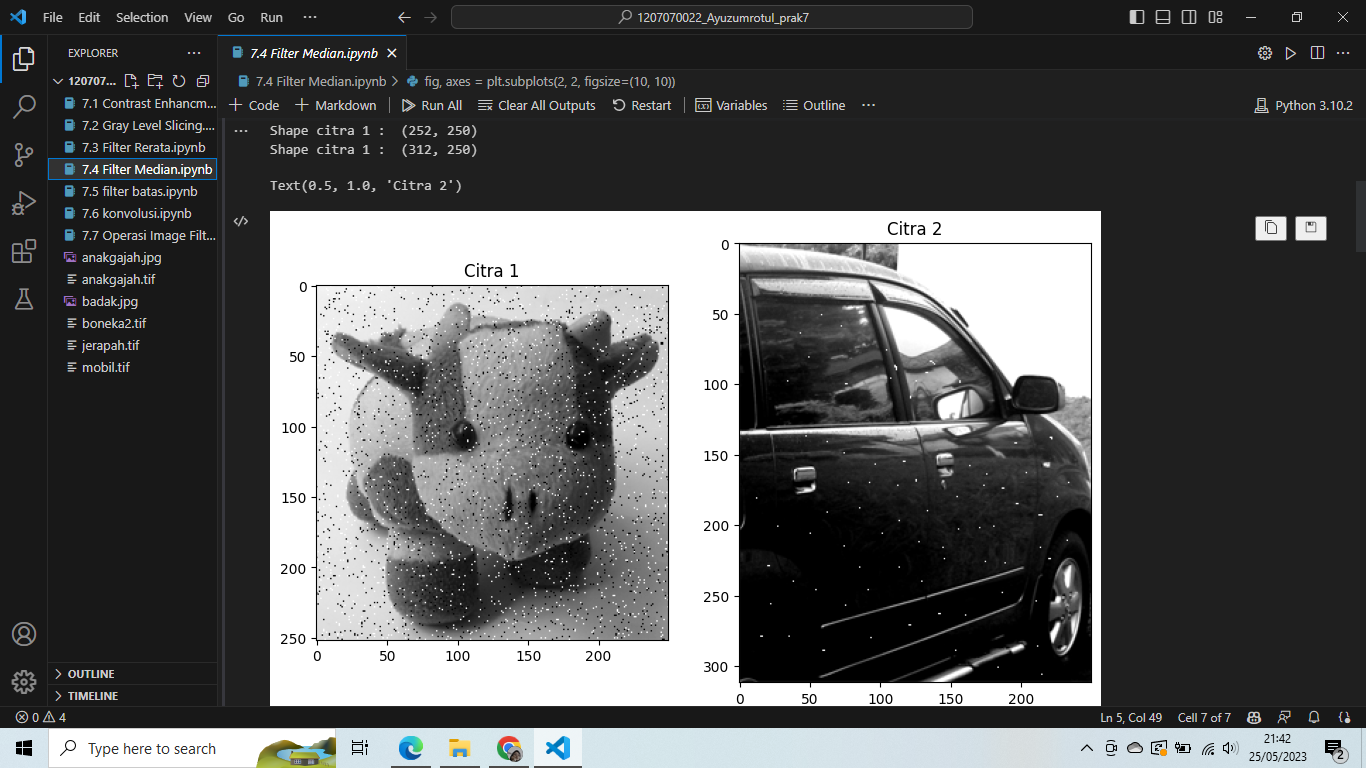 File Edit Selection View Go Run ···
1207070022_Ayuzumrotul_prak7
EXPLORER ···
120707...
7.1 Contrast Enhancm...
7.2 Gray Level Slicing....
7.3 Filter Rerata.ipynb
7.4 Filter Median.ipynb
7.5 filter batas.ipynb
7.6 konvolusi.ipynb
7.7 Operasi Image Filt...
anakgajah.jpg
anakgajah.tif
badak.jpg
boneka2.tif
jerapah.tif
mobil.tif
OUTLINE
TIMELINE
7.4 Filter Median.ipynb
7.4 Filter Median.ipynb > fig, axes = plt.subplots(2, 2, figsize=(10, 10))
Code Markdown Run All Clear All Outputs Restart Variables Outline ··· Python 3.10.2
Shape citra 1 :  (252, 250)
Shape citra 1 :  (312, 250)
Text(0.5, 1.0, 'Citra 2')
Citra 1
0
50
100
150
200
250
0 50 100 150 200
Citra 2
0
50
100
150
200
250
300
0 50 100 150 200
0 4 Ln 5, Col 49 Cell 7 of 7
Type here to search
21:42
25/05/2023
2